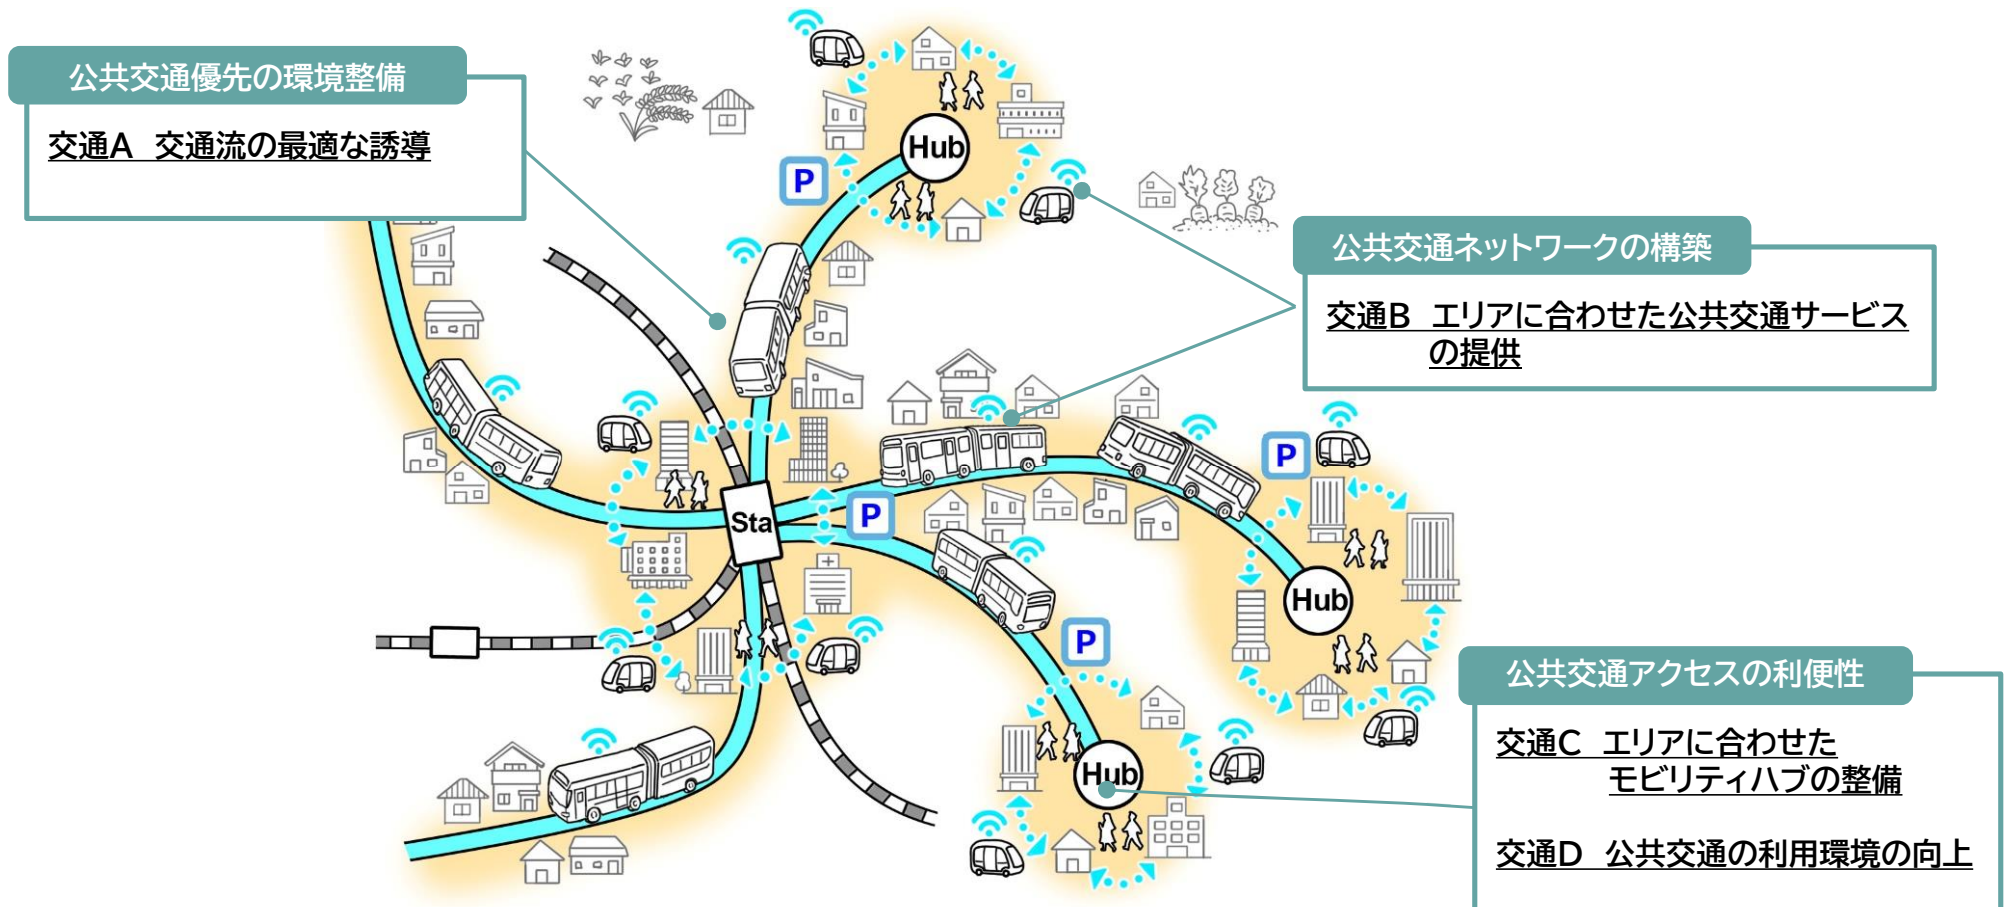 公共交通優先の環境整備
交通A　交通流の最適な誘導
Hub
P
公共交通ネットワークの構築
交通B　エリアに合わせた公共交通サービス
の提供
P
Sta
P
Hub
P
公共交通アクセスの利便性
交通C　エリアに合わせた
モビリティハブの整備
交通D　公共交通の利用環境の向上
Hub